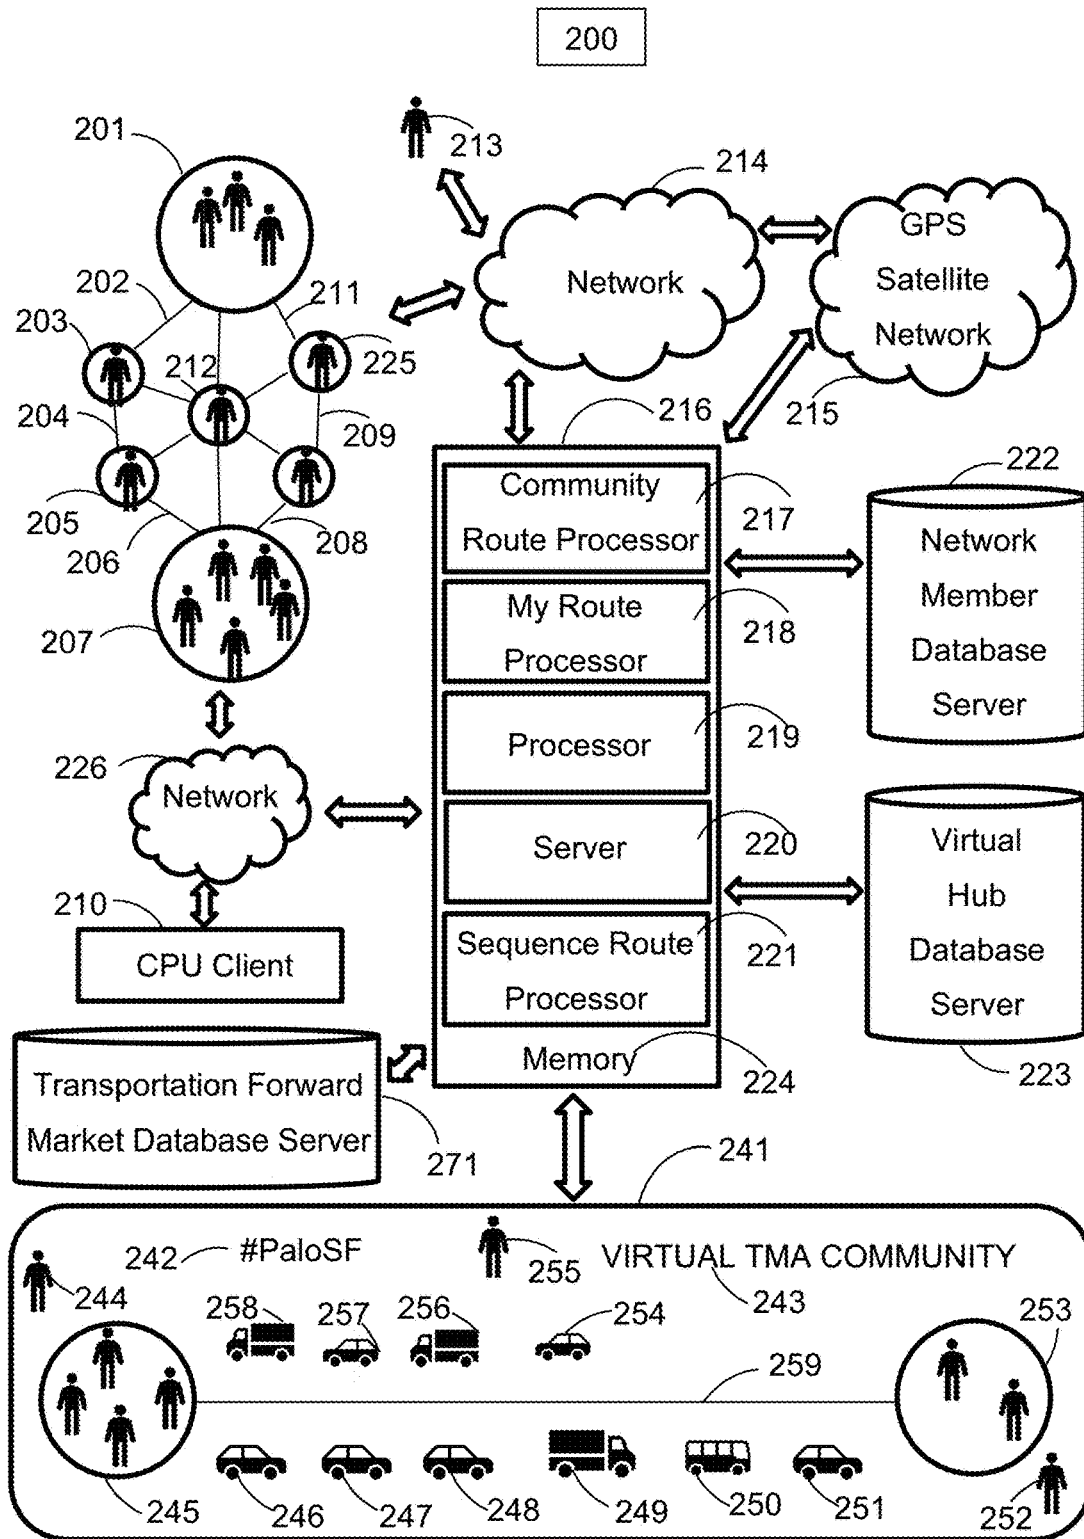 200
201
213
214
GPS
Satellite
Network
Network
202
211
203
212
225
215
204
209
216
205
206
208
207
Community
Route Processor
217
222
Network
Member
Database
Server
My Route
Processor
218
Processor
219
226
Network
Server
220
Virtual
Hub
Database
Server
210
CPU Client
Sequence Route
Processor
221
Memory
224
223
Transportation Forward
Market Database Server
271
241
242
#PaloSF
255
VIRTUAL TMA COMMUNITY
243
244
258
257
256
254
253
259
245
246
247
248
249
250
251
252